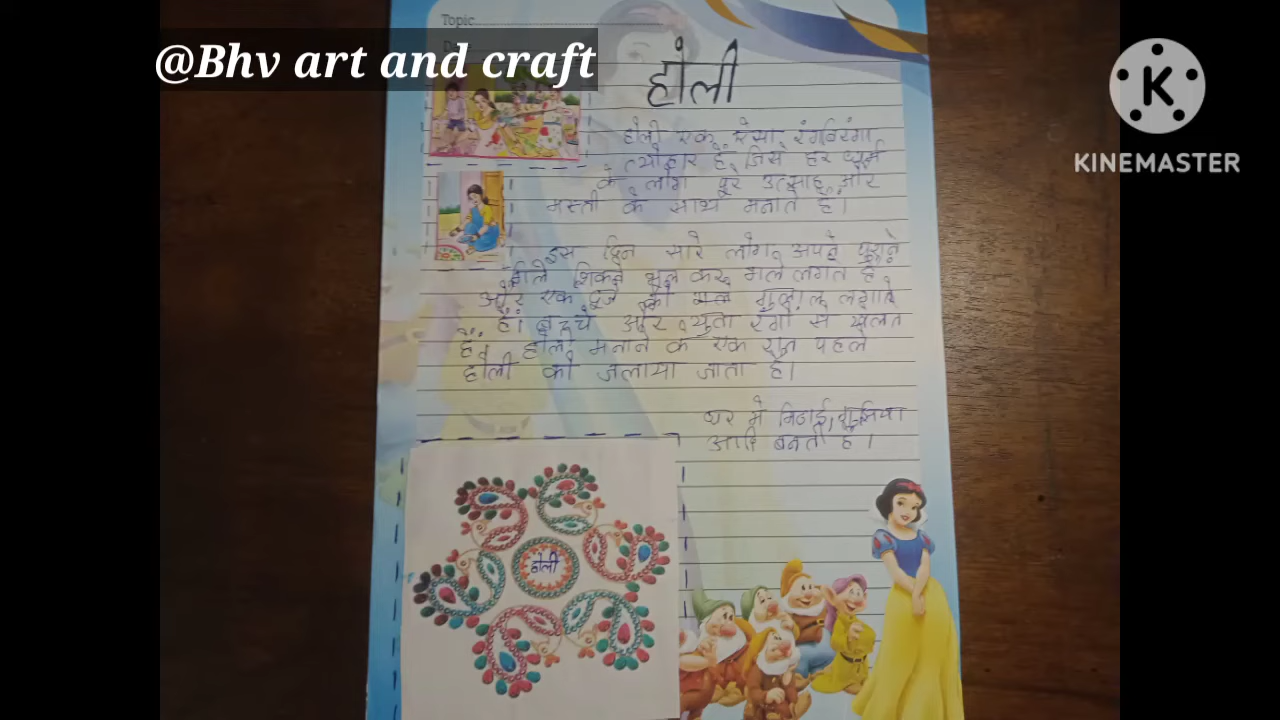 Topic
@Bhv art and craft
K
KINEMASTER
होली
होली एक ऐसा रंगबिरंगा
त्योहार है, जिसे हर धर्म
के लोग पूरे उत्साह और
मस्ती के साथ मनाते हैं।
इस दिन सारे लोग अपने पुराने
गिले शिकवे भूल कर गले लगते हैं
और एक दूजे को गुलाल लगाते
हैं। बच्चे और युवा रंगों से खेलते
हैं। होली मनाने के एक रात पहले
होली को जलाया जाता है।
घर में मिठाई, गुजिया
आदि बनती है।
होली